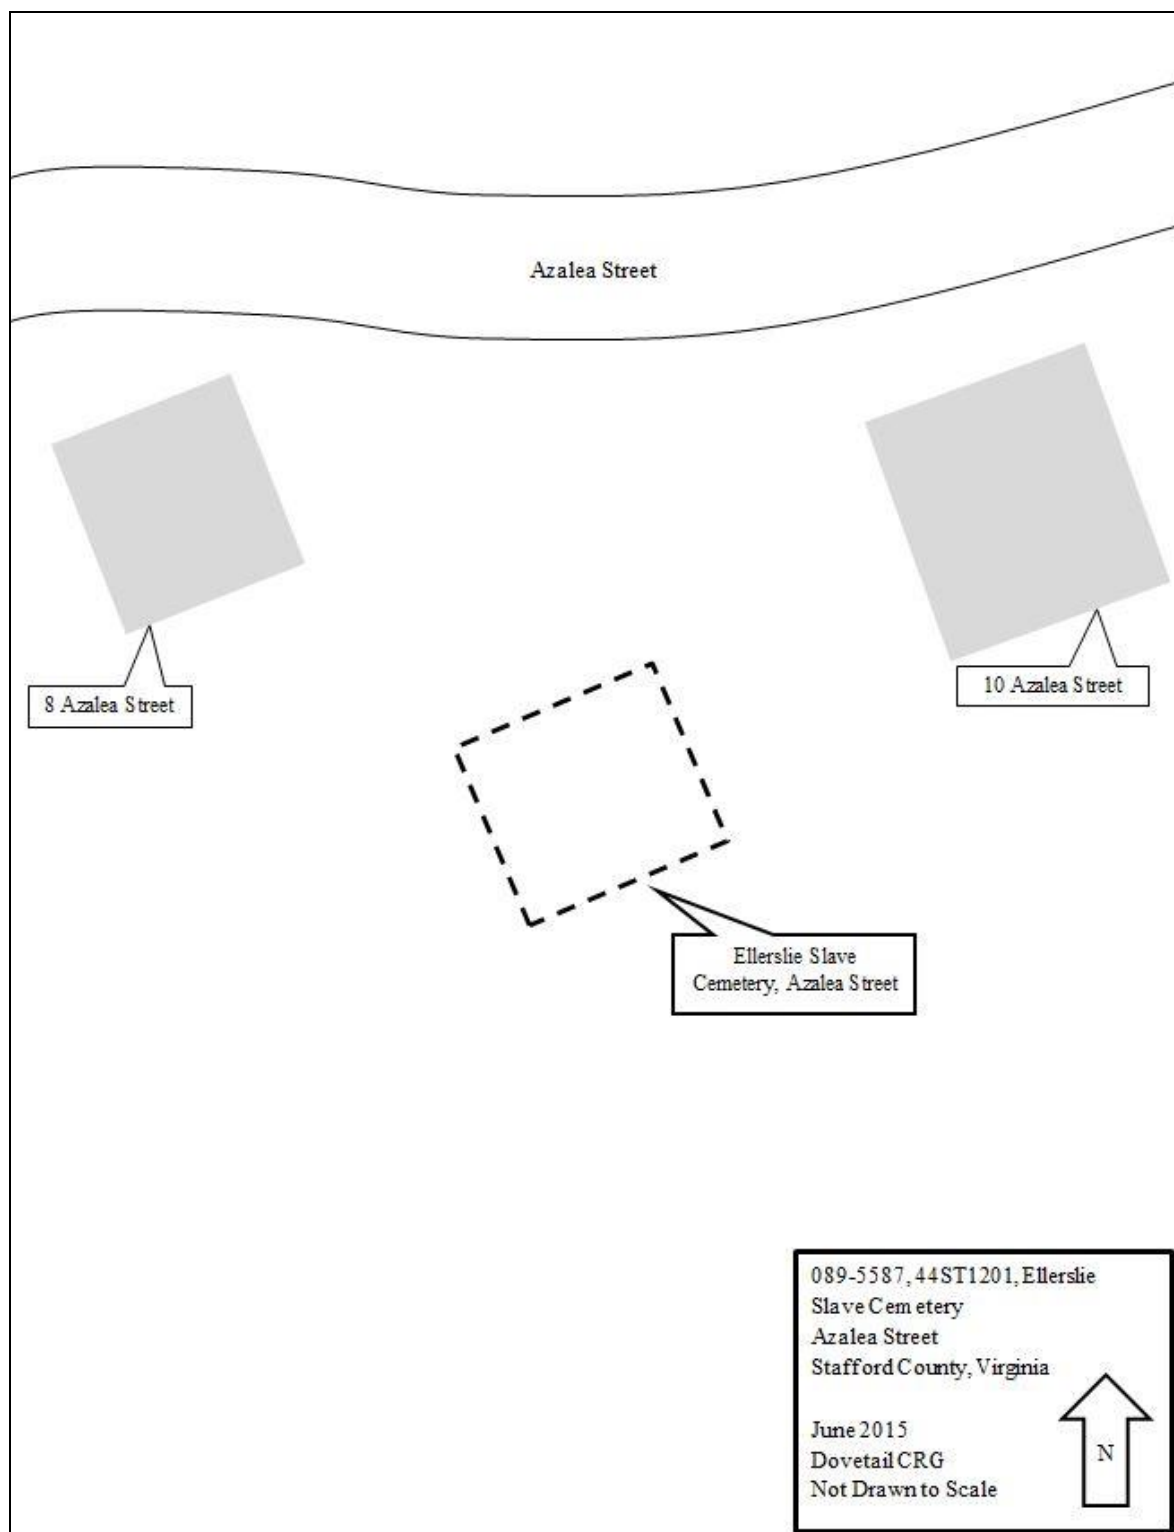 Azalea Street
8 Azalea Street
10 Azalea Street
Ellerslie Slave
Cemetery, Azalea Street
089-5587, 44ST1201, Ellerslie
Slave Cemetery
Azalea Street
Stafford County, Virginia
June 2015
Dovetail CRG
Not Drawn to Scale
N